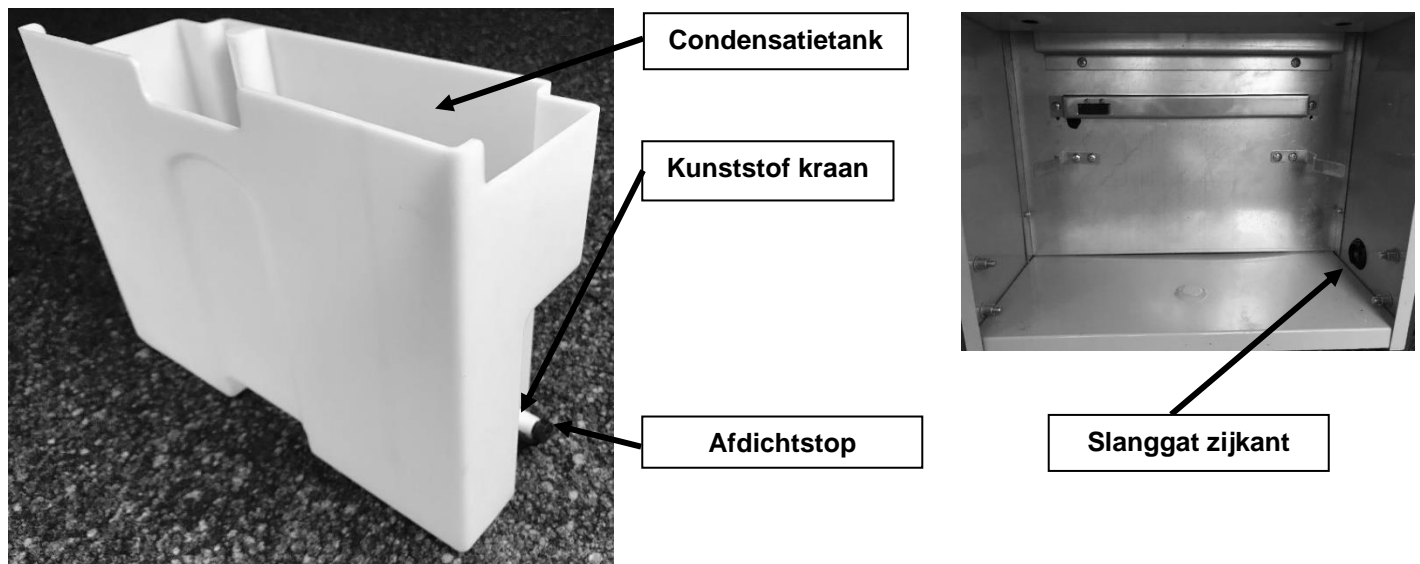 Condensatietank
Kunststof kraan
Afdichtstop
Slanggat zijkant